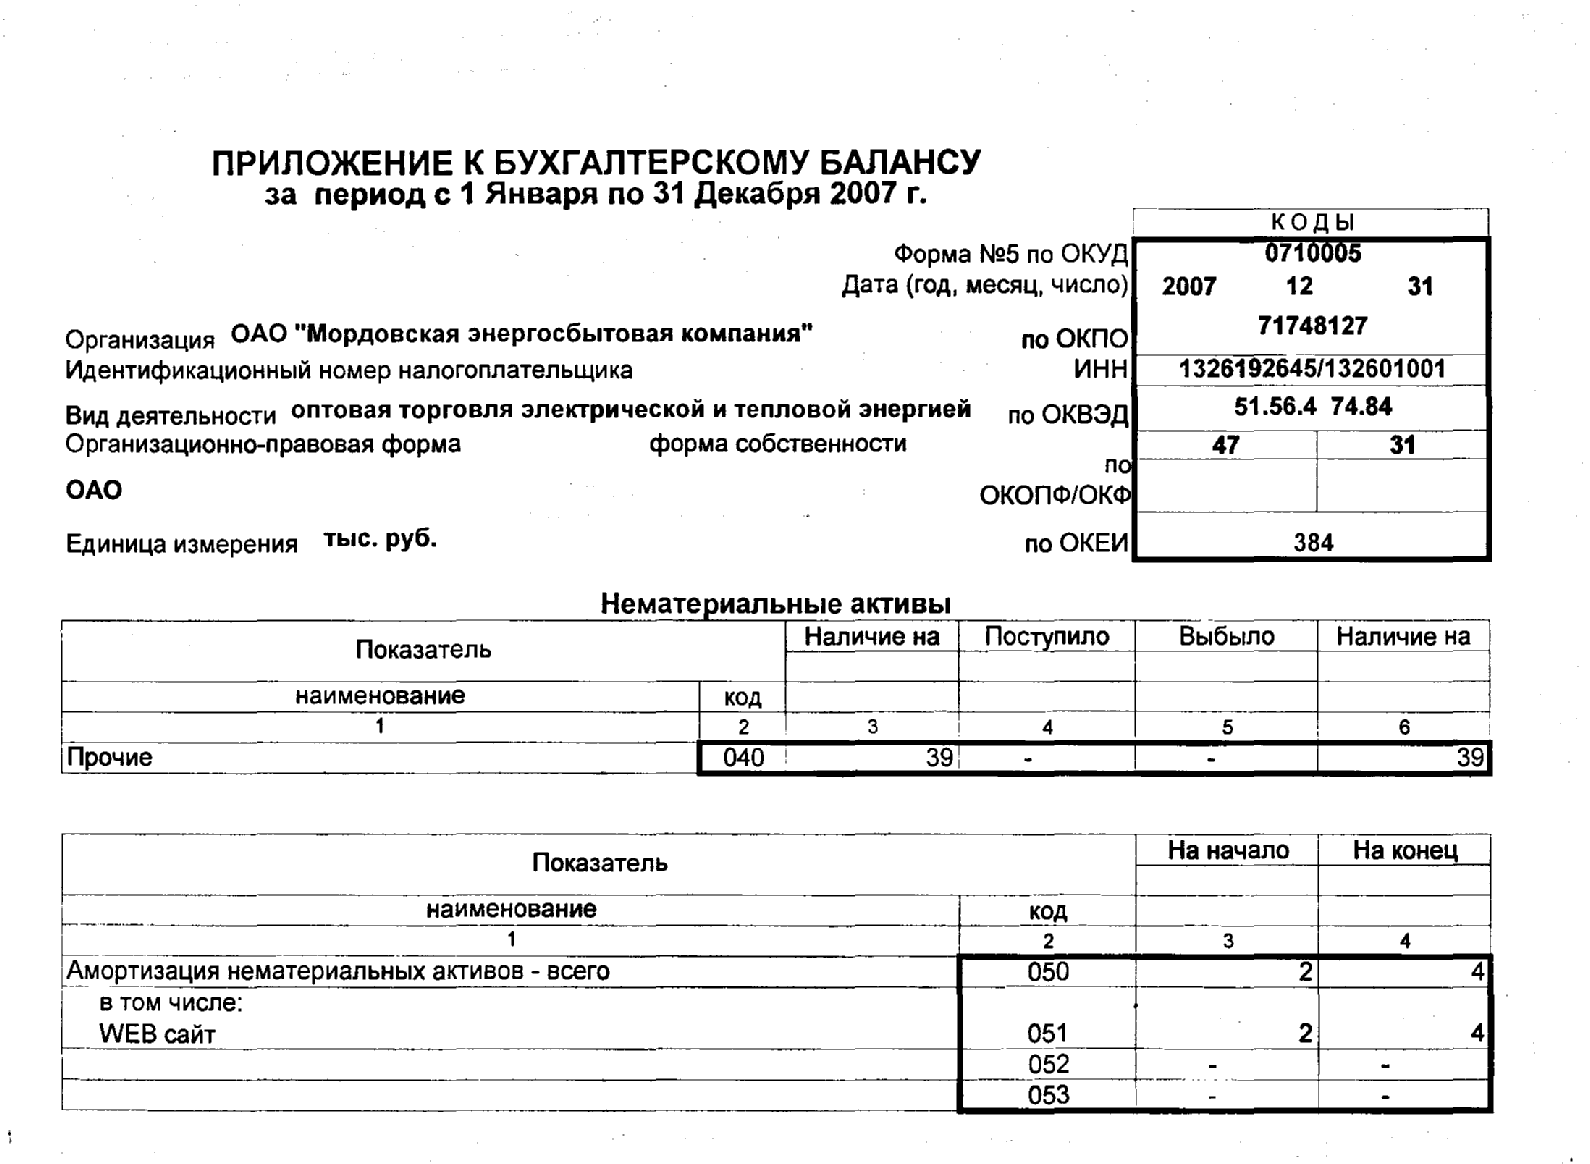 ПРИЛОЖЕНИЕ К БУХГАЛТЕРСКОМУ БАЛАНСУ
за период с 1 Января по 31 Декабря 2007 г.
КОДЫ
Форма №5 по ОКУД 0710005
Дата (год, месяц, число) 2007 12 31
Организация ОАО "Мордовская энергосбытовая компания" по ОКПО 71748127
Идентификационный номер налогоплательщика ИНН 1326192645/132601001
Вид деятельности оптовая торговля электрической и тепловой энергией по ОКВЭД 51.56.4 74.84
Организационно-правовая форма форма собственности 47 31
по
ОАО ОКОПФ/ОКФ
Единица измерения тыс. руб. по ОКЕИ 384
Нематериальные активы
Показатель Наличие на Поступило Выбыло Наличие на
наименование код
1 2 3 4 5 6
Прочие 040 39 - - 39
Показатель На начало На конец
наименование код
1 2 3 4
Амортизация нематериальных активов - всего 050 2 4
в том числе:
WEB сайт 051 2 4
052 - -
053 - -